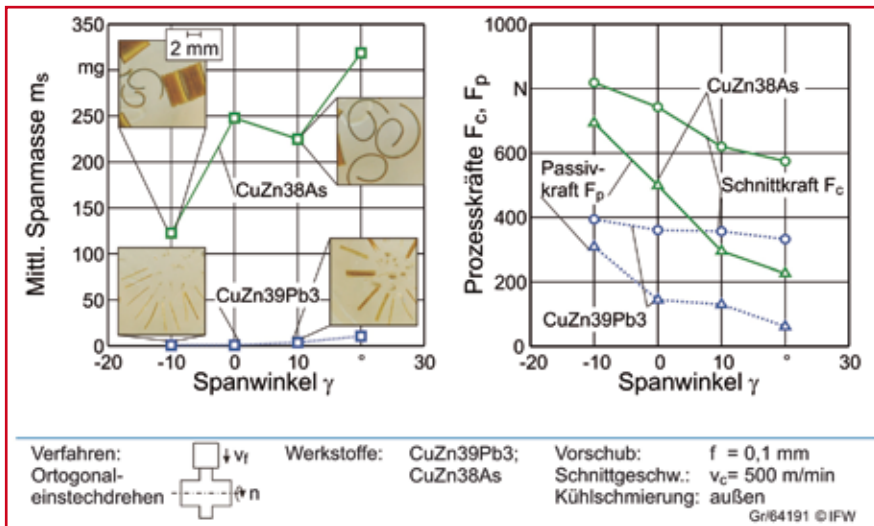 2 mm
350
mg
250
200
150
100
50
0
Mittl. Spanmasse ms
CuZn38As
CuZn39Pb3
-20 -10 0 10 ° 30
Spanwinkel γ
1000
N
600
400
200
0
Prozesskräfte Fc, Fp
CuZn38As
Passiv-
kraft Fp
Schnittkraft Fc
CuZn39Pb3
-20 -10 0 10 ° 30
Spanwinkel γ
Verfahren:
Ortogonal-
einstechdrehen
vf
n
Werkstoffe: CuZn39Pb3;
CuZn38As
Vorschub: f = 0,1 mm
Schnittgeschw.: vc= 500 m/min
Kühlschmierung: außen
Gr/64191 © IFW